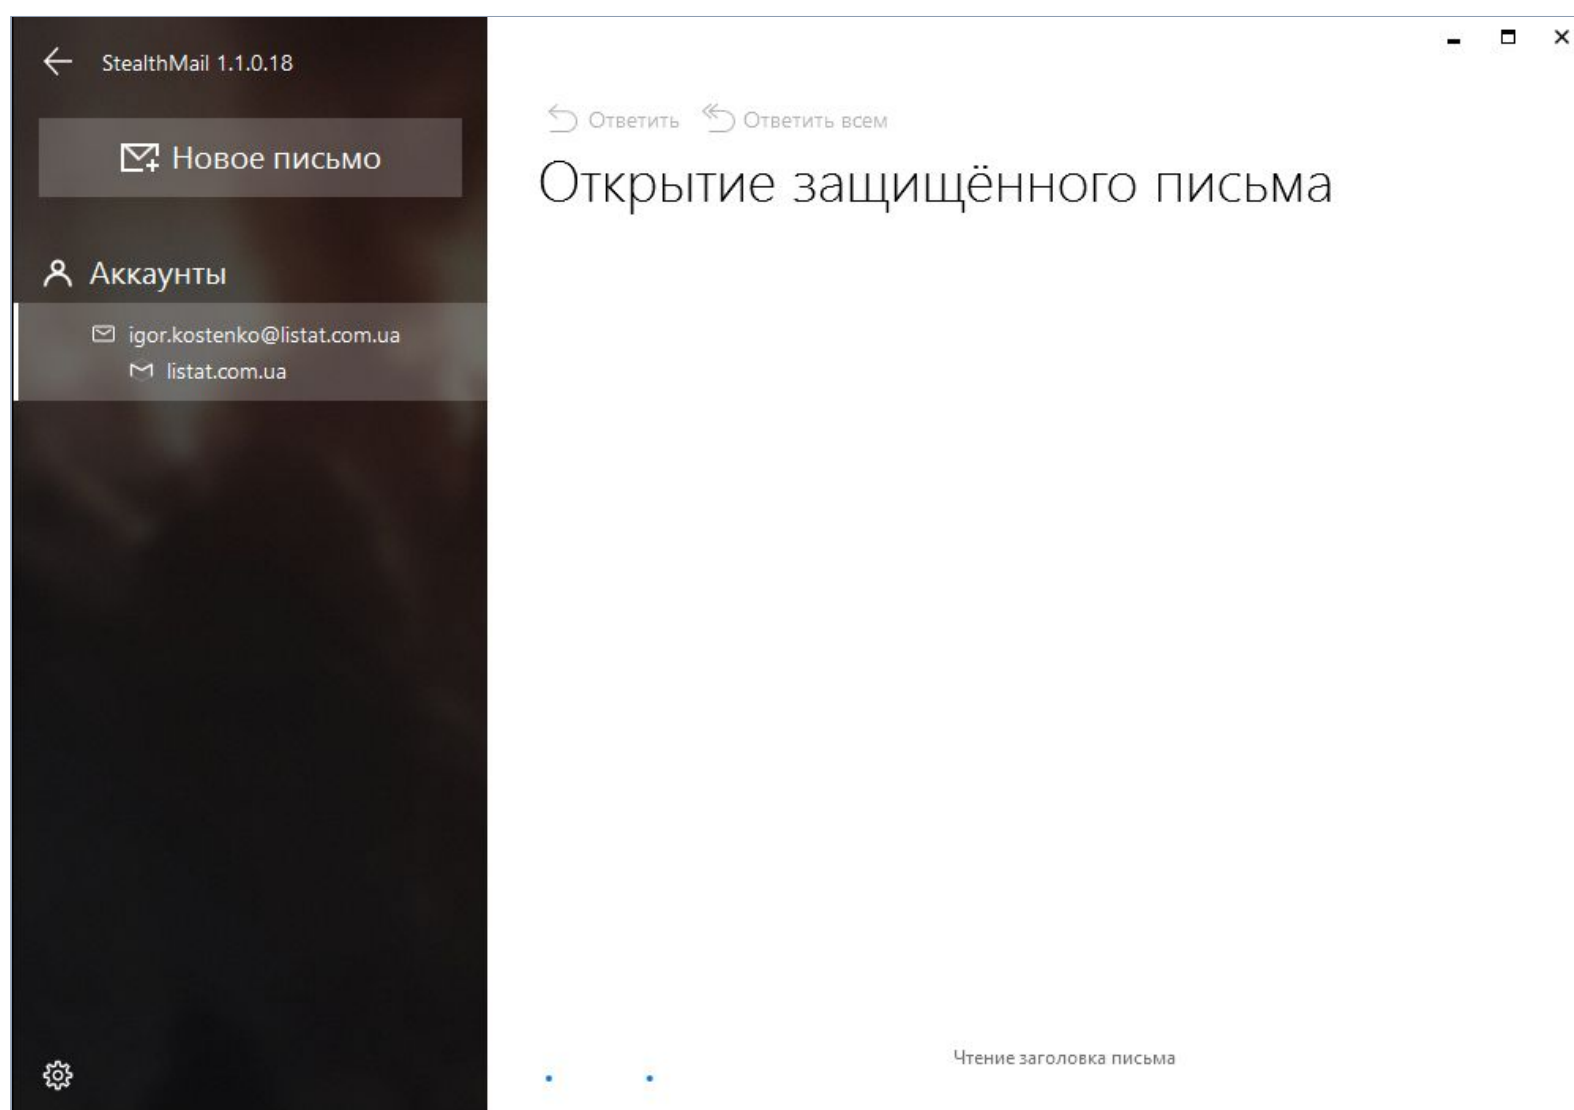 StealthMail 1.1.0.18
Новое письмо
Аккаунты
igor.kostenko@listat.com.ua
listat.com.ua
Ответить Ответить всем
Открытие защищённого письма
Чтение заголовка письма